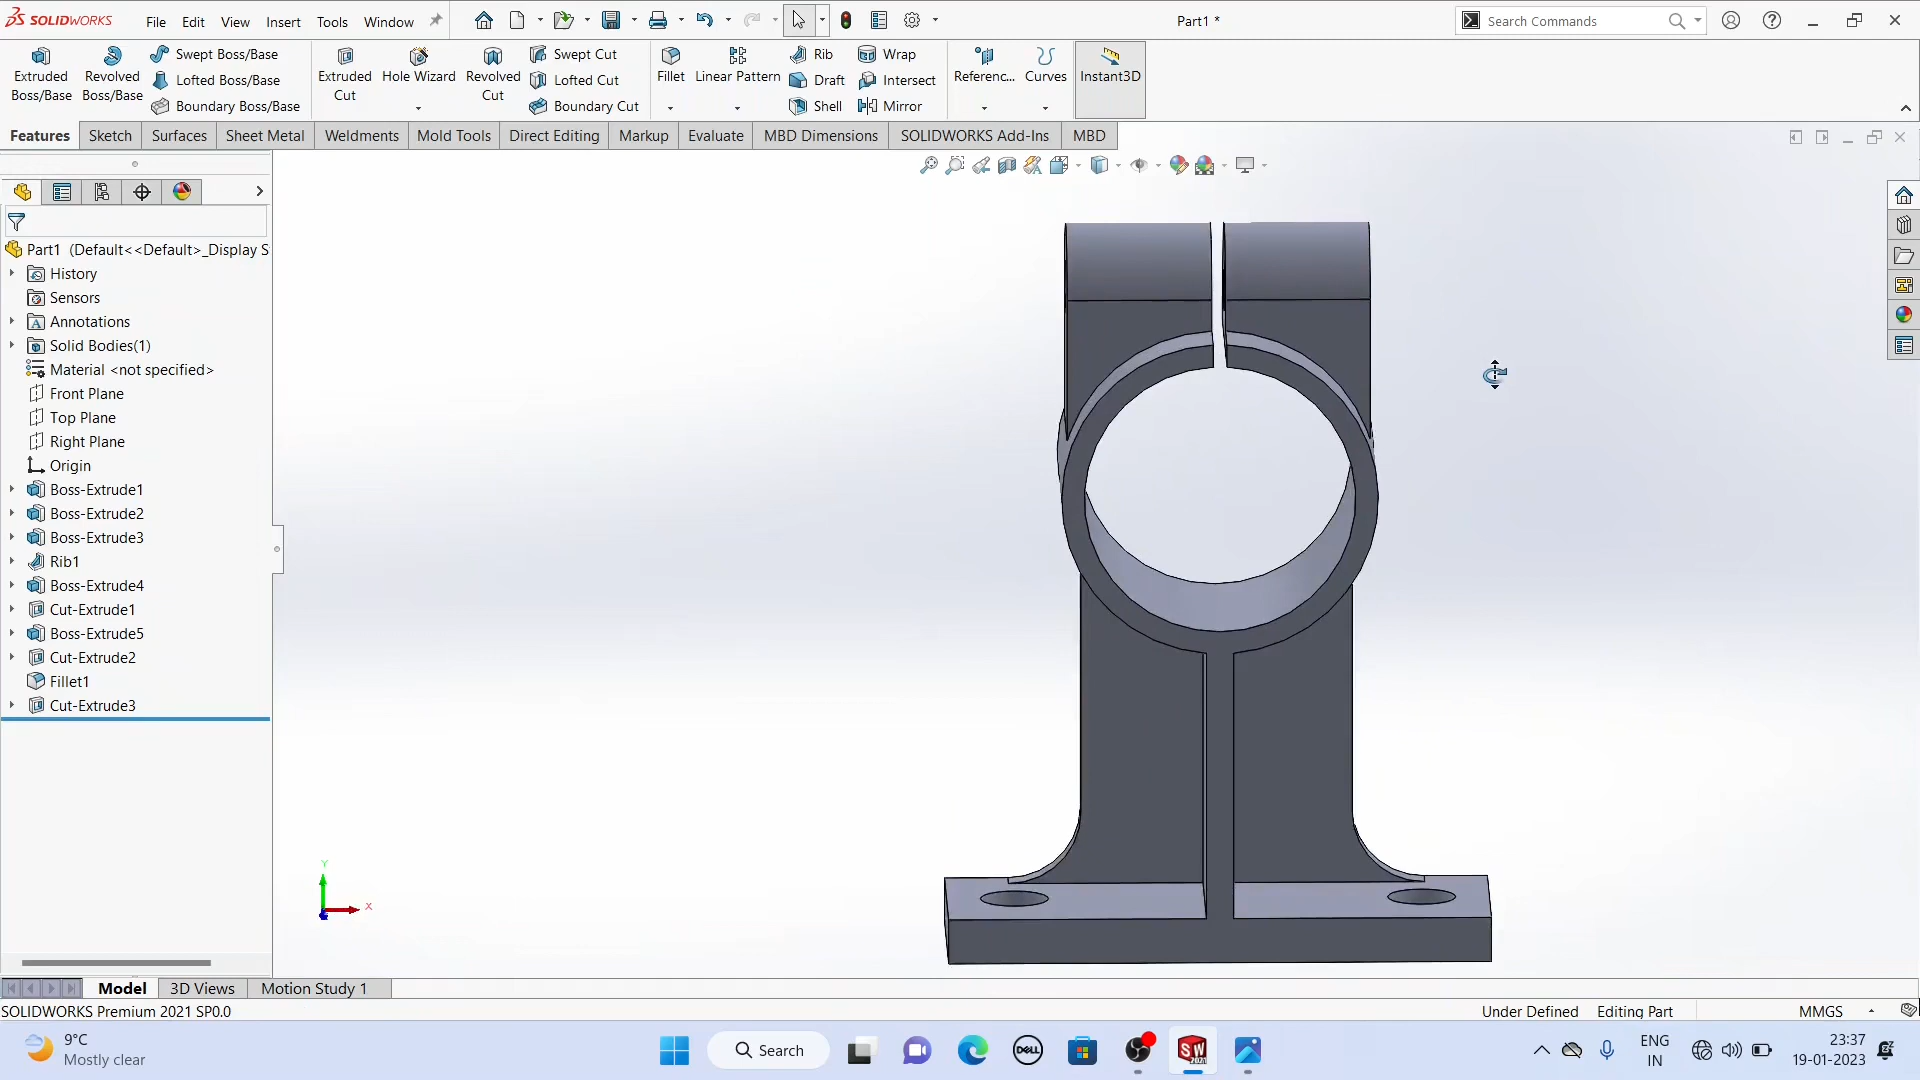 SOLIDWORKS File Edit View Insert Tools Window Part1 * Search Commands
Extruded Boss/Base
Revolved Boss/Base
Swept Boss/Base
Lofted Boss/Base
Boundary Boss/Base
Extruded Cut
Hole Wizard
Revolved Cut
Swept Cut
Lofted Cut
Boundary Cut
Fillet
Linear Pattern
Rib
Draft
Shell
Wrap
Intersect
Mirror
Referenc...
Curves
Instant3D
Features Sketch Surfaces Sheet Metal Weldments Mold Tools Direct Editing Markup Evaluate MBD Dimensions SOLIDWORKS Add-Ins MBD
Part1 (Default<<Default>_Display S
History
Sensors
Annotations
Solid Bodies(1)
Material <not specified>
Front Plane
Top Plane
Right Plane
Origin
Boss-Extrude1
Boss-Extrude2
Boss-Extrude3
Rib1
Boss-Extrude4
Cut-Extrude1
Boss-Extrude5
Cut-Extrude2
Fillet1
Cut-Extrude3
Y
X
Model 3D Views Motion Study 1
SOLIDWORKS Premium 2021 SP0.0 Under Defined Editing Part MMGS
9°C
Mostly clear
Search
DELL
SW
2021
ENG
IN
23:37
19-01-2023